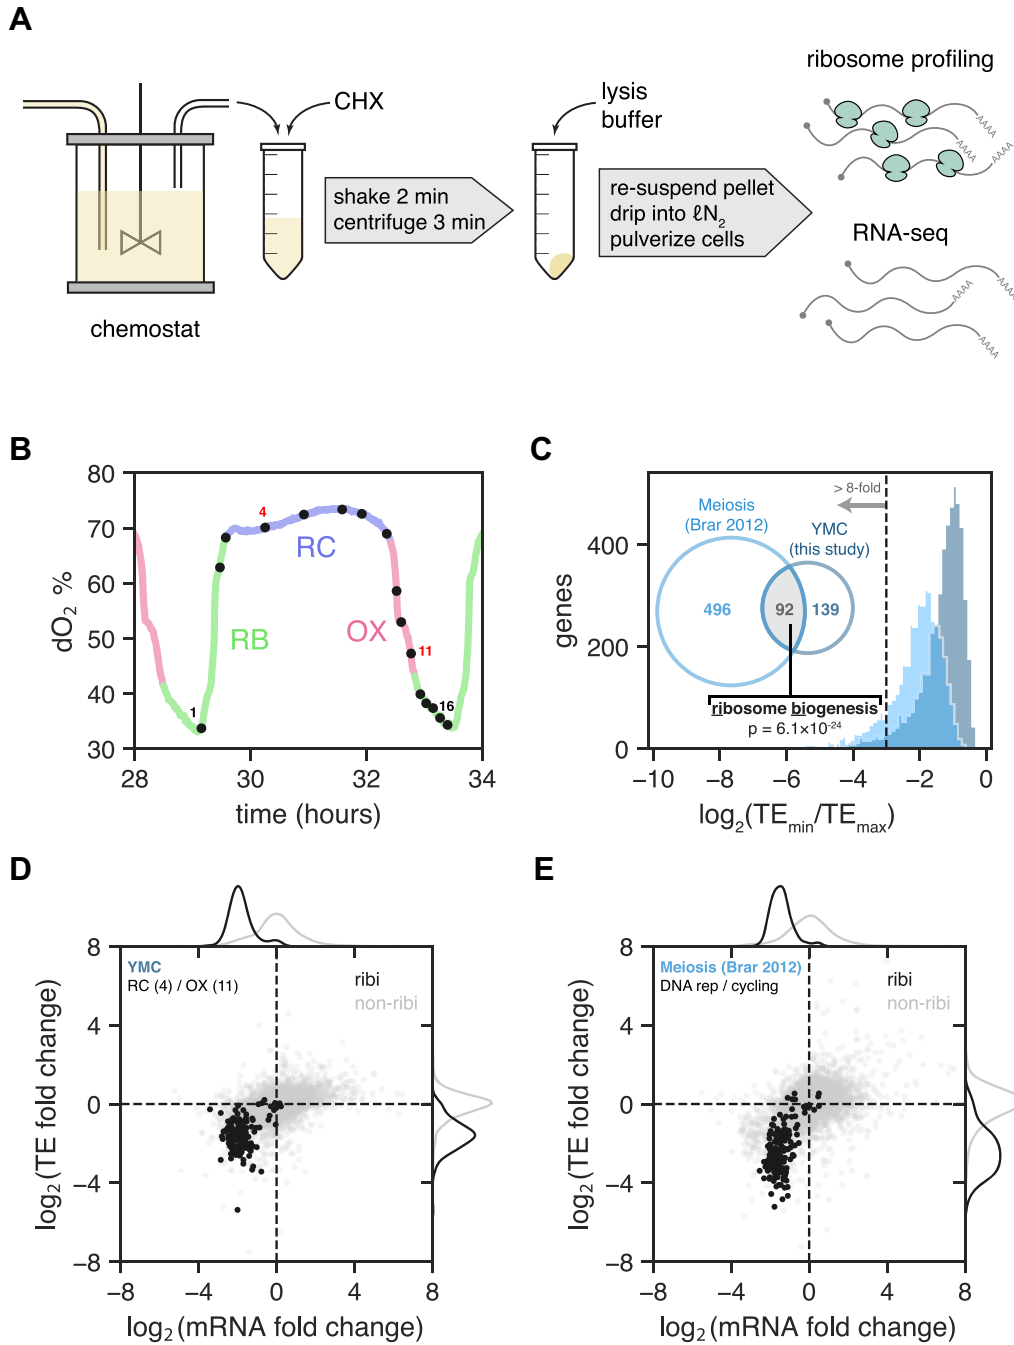 A
CHX
lysis
buffer
ribosome profiling
AAAA
AAAA
AAAA
shake 2 min
centrifuge 3 min
re-suspend pellet
drip into ℓN₂
pulverize cells
RNA-seq
AAAA
AAAA
AAAA
chemostat
B
80
70
60
50
40
30
dO₂ %
28
30
32
34
time (hours)
1
4
11
16
RB
RC
OX
C
400
200
0
genes
> 8-fold
Meiosis
(Brar 2012)
YMC
(this study)
496
92
139
ribosome biogenesis
p = 6.1×10⁻²⁴
−10
−8
−6
−4
−2
0
log₂(TEmin/TEmax)
D
8
4
0
−4
−8
log₂(TE fold change)
YMC
RC (4) / OX (11)
ribi
non-ribi
−8
−4
0
4
8
log₂(mRNA fold change)
E
8
4
0
−4
−8
log₂(TE fold change)
Meiosis (Brar 2012)
DNA rep / cycling
ribi
non-ribi
−8
−4
0
4
8
log₂(mRNA fold change)